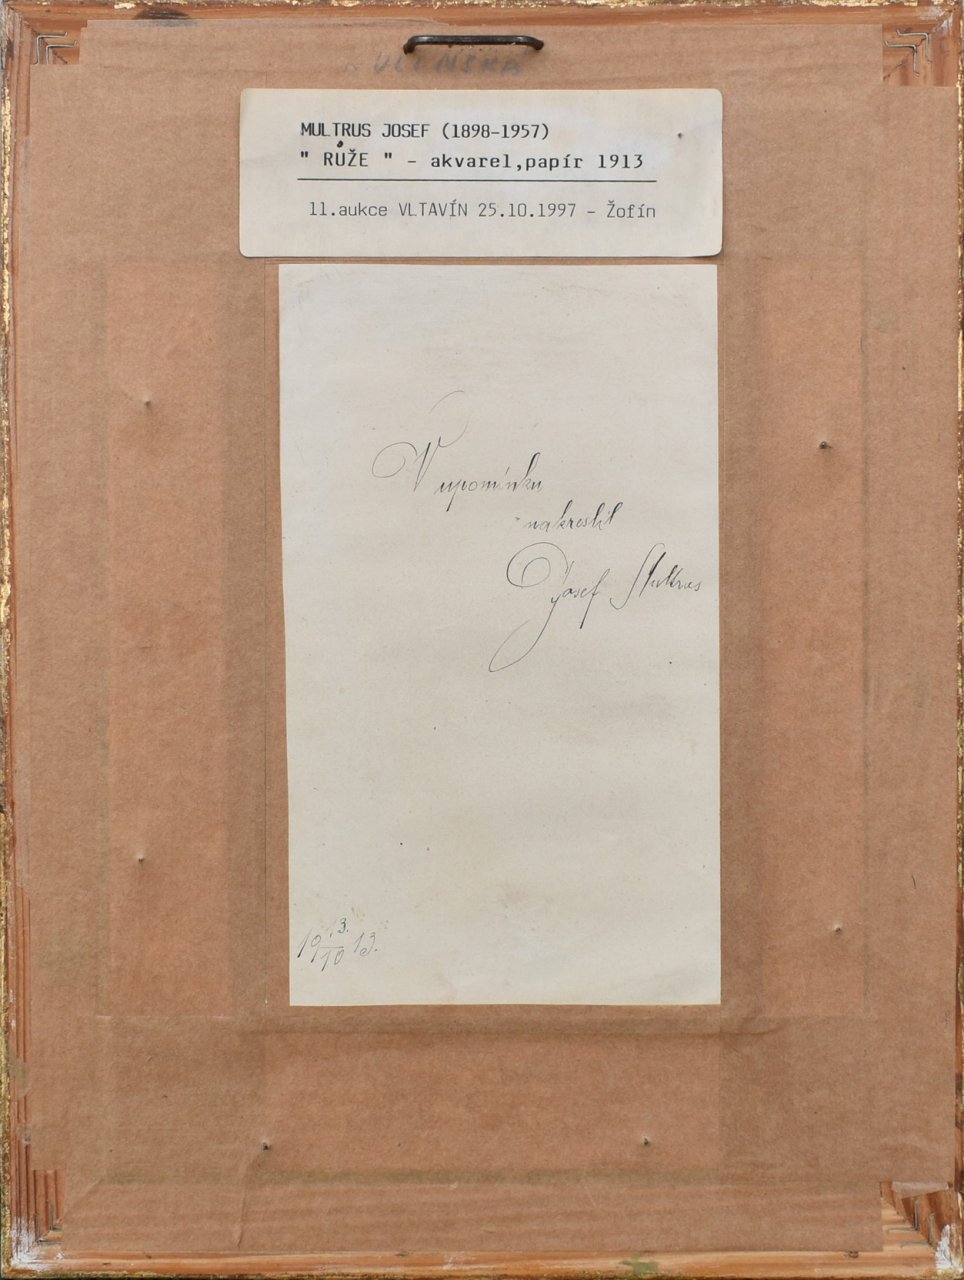 MULTRUS JOSEF (1898-1957)
" RŮŽE " - akvarel,papír 1913
11.aukce VLTAVÍN 25.10.1997 - Žofín
V upomínku
nakreslil
Josef Multrus
19 3./10 13.